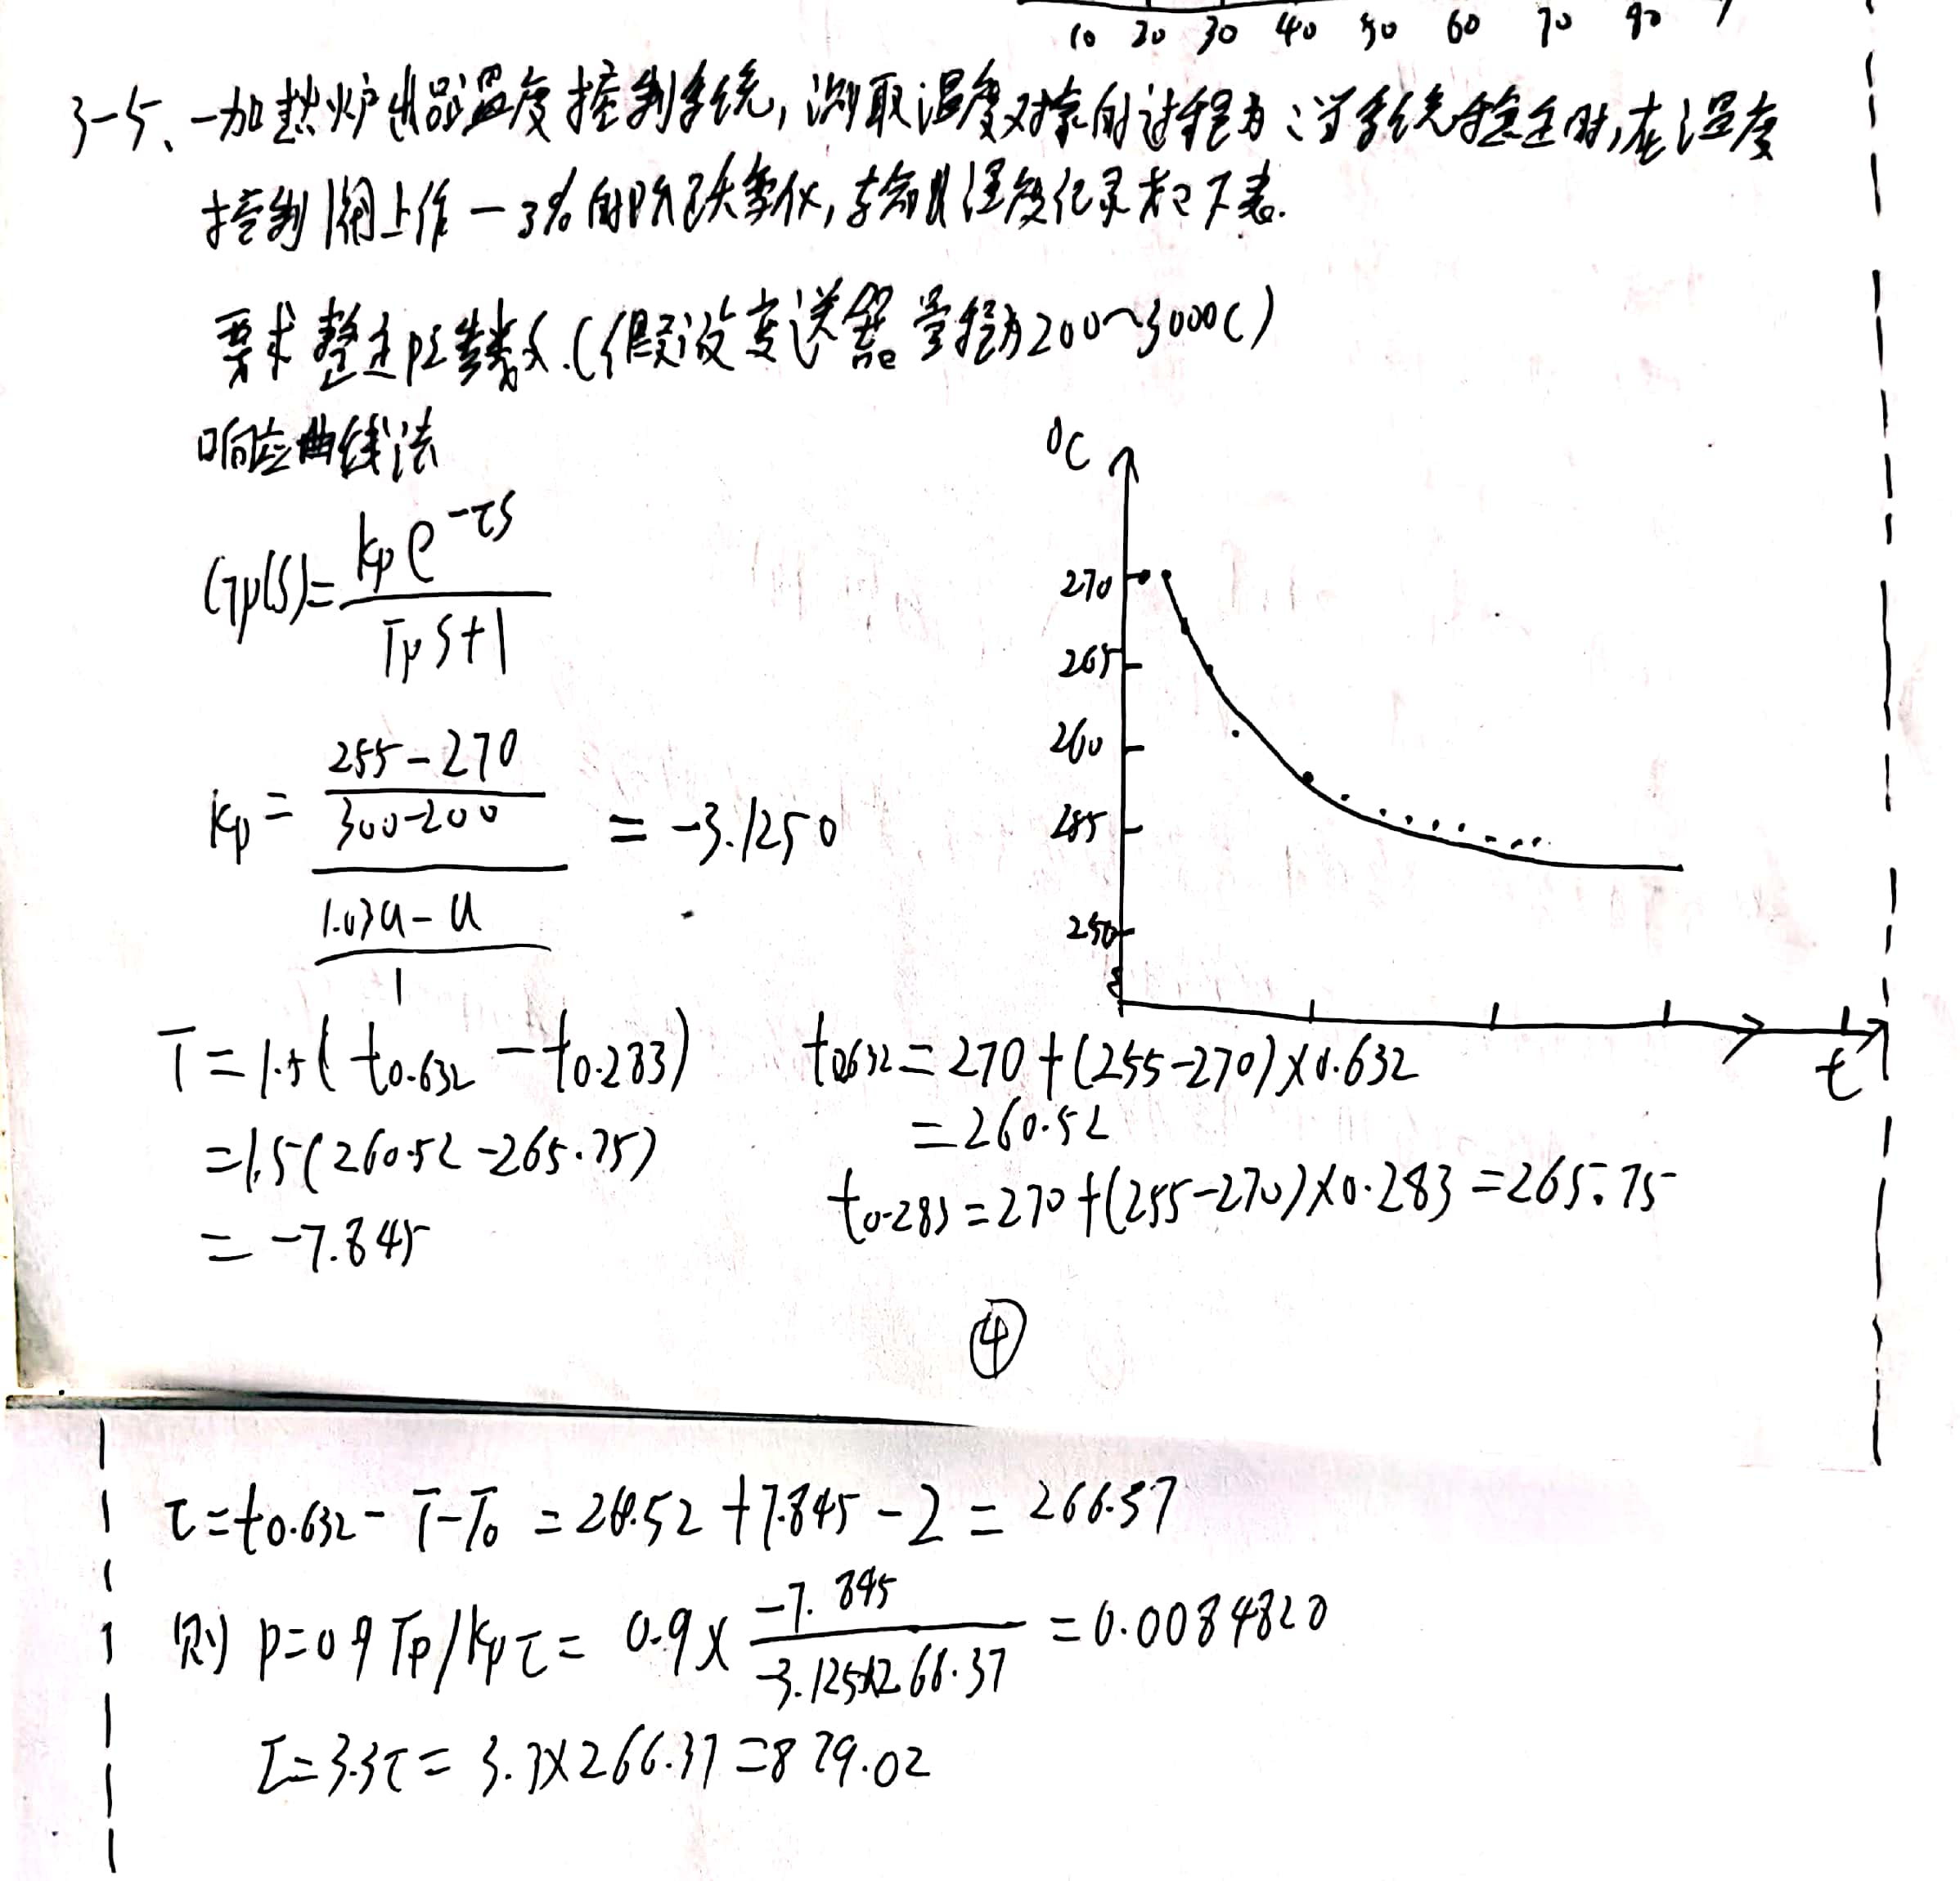 10 20 30 40 50 60 70 90
3-5、一加热炉出口温度控制系统,测取温度对象的过程为:当系统稳定时,在温度
控制阀上作一3%的阶跃变化,输出温度记录如下表.
要求整定PI参数.(假设变送器量程为200~300℃)
响应曲线法
Gp(s)=kp e^-τs / Tp s+1
℃
270
265
260
255
250
kp = (255-270 / 300-200) / (1.03u-u / 1) = -3.1250
T=1.5(t0.632-t0.283)
=1.5(260.52-265.75)
=-7.845
t0.632=270+(255-270)×0.632
=260.52
t0.283=270+(255-270)×0.283=265.75
t
④
τ=t0.632-T-T0=260.52+7.845-2=266.37
则 P=0.9Tp/kpτ=0.9×-7.845/-3.125×266.37=0.0084820
I=3.3τ=3.3×266.37=879.02